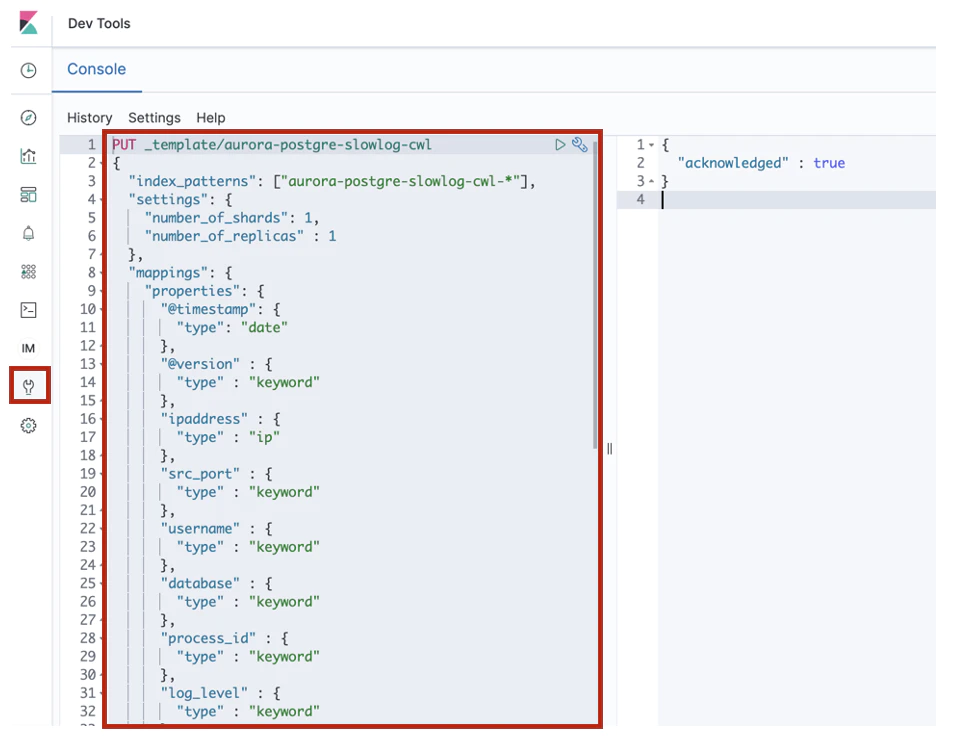 Dev Tools
Console
History Settings Help
1 PUT _template/aurora-postgre-slowlog-cwl
2 {
3 "index_patterns": ["aurora-postgre-slowlog-cwl-*"],
4 "settings": {
5 "number_of_shards": 1,
6 "number_of_replicas" : 1
7 },
8 "mappings": {
9 "properties": {
10 "@timestamp": {
11 "type": "date"
12 },
13 "@version" : {
14 "type" : "keyword"
15 },
16 "ipaddress" : {
17 "type" : "ip"
18 },
19 "src_port" : {
20 "type" : "keyword"
21 },
22 "username" : {
23 "type" : "keyword"
24 },
25 "database" : {
26 "type" : "keyword"
27 },
28 "process_id" : {
29 "type" : "keyword"
30 },
31 "log_level" : {
32 "type" : "keyword"
1 {
2 "acknowledged" : true
3 }
4
IM